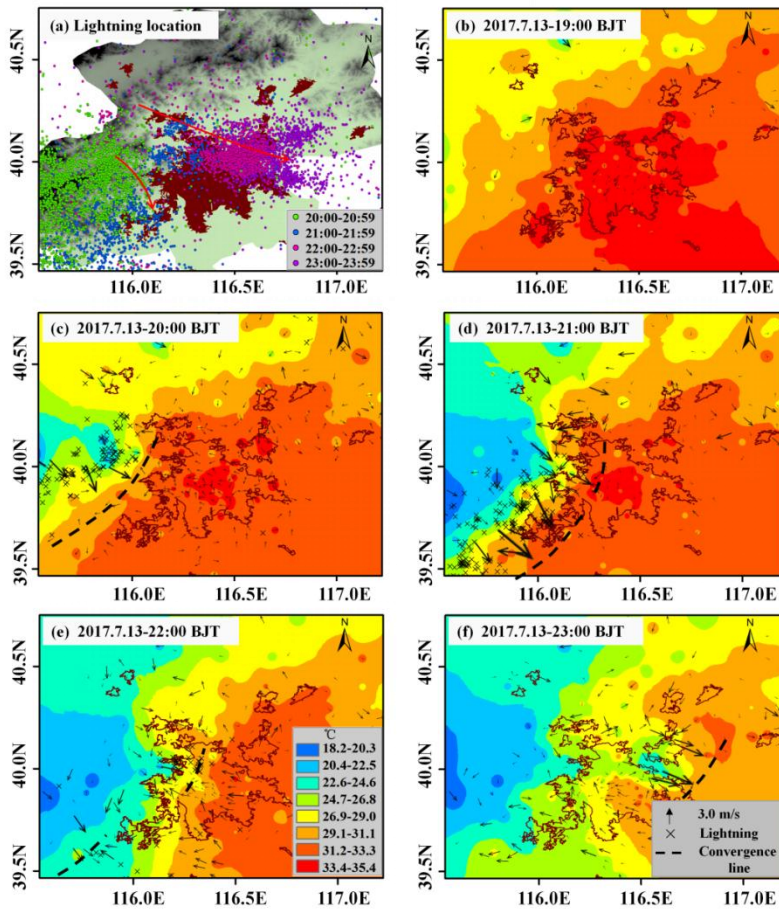 (a) Lightning location
N
40.5N
40.0N
39.5N
116.0E 116.5E 117.0E
20:00-20:59
21:00-21:59
22:00-22:59
23:00-23:59
(b) 2017.7.13-19:00 BJT
N
40.5N
40.0N
39.5N
116.0E 116.5E 117.0E
(c) 2017.7.13-20:00 BJT
N
40.5N
40.0N
39.5N
116.0E 116.5E 117.0E
(d) 2017.7.13-21:00 BJT
N
40.5N
40.0N
39.5N
116.0E 116.5E 117.0E
(e) 2017.7.13-22:00 BJT
N
40.5N
40.0N
39.5N
116.0E 116.5E 117.0E
℃
18.2-20.3
20.4-22.5
22.6-24.6
24.7-26.8
26.9-29.0
29.1-31.1
31.2-33.3
33.4-35.4
(f) 2017.7.13-23:00 BJT
N
40.5N
40.0N
39.5N
116.0E 116.5E 117.0E
3.0 m/s
Lightning
Convergence
line